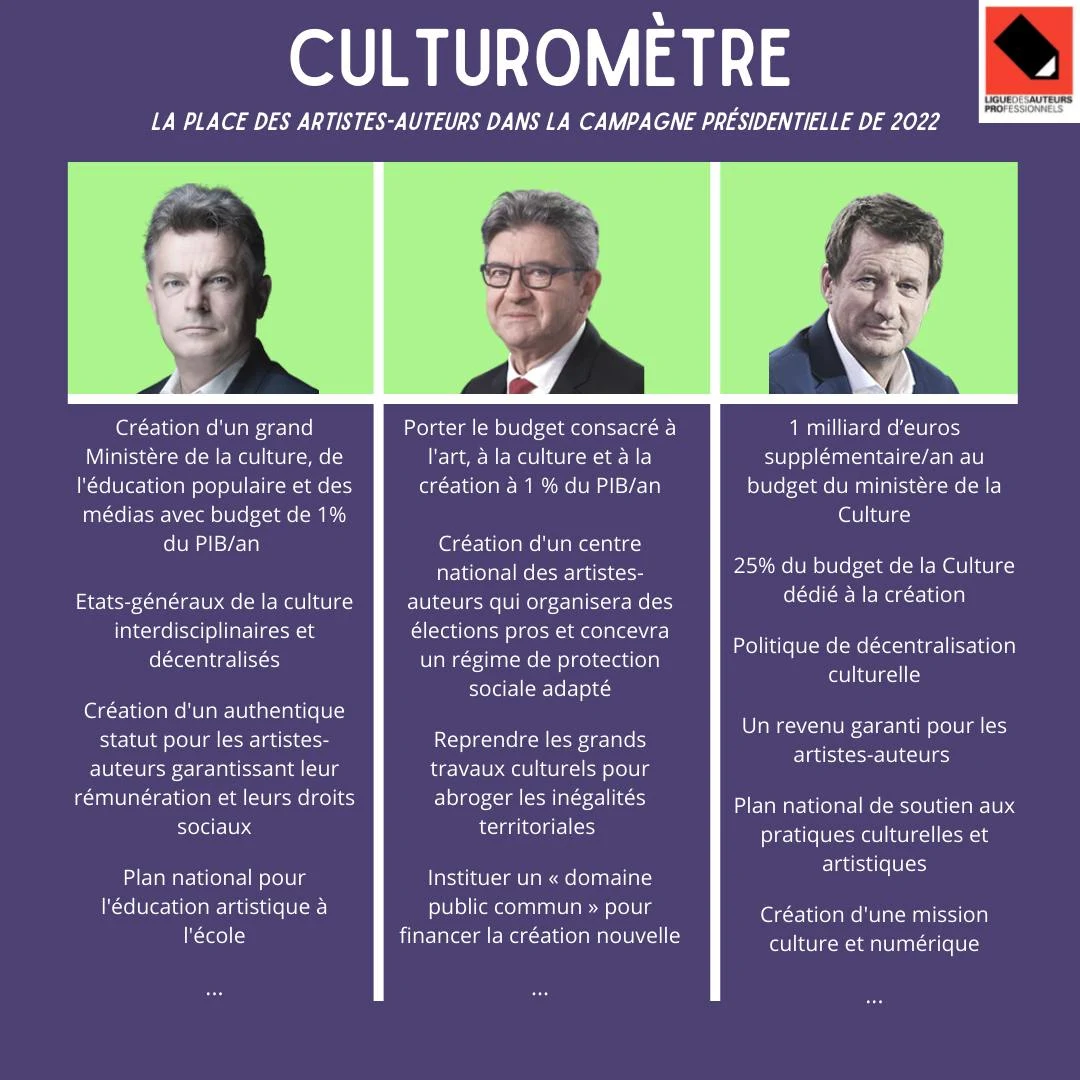 CULTUROMÈTRE
LA PLACE DES ARTISTES-AUTEURS DANS LA CAMPAGNE PRÉSIDENTIELLE DE 2022
LIGUEDESAUTEURS
PROFESSIONNELS
Création d'un grand
Ministère de la culture, de
l'éducation populaire et des
médias avec budget de 1%
du PIB/an
Etats-généraux de la culture
interdisciplinaires et
décentralisés
Création d'un authentique
statut pour les artistes-
auteurs garantissant leur
rémunération et leurs droits
sociaux
Plan national pour
l'éducation artistique à
l'école
...
Porter le budget consacré à
l'art, à la culture et à la
création à 1 % du PIB/an
Création d'un centre
national des artistes-
auteurs qui organisera des
élections pros et concevra
un régime de protection
sociale adapté
Reprendre les grands
travaux culturels pour
abroger les inégalités
territoriales
Instituer un « domaine
public commun » pour
financer la création nouvelle
...
1 milliard d’euros
supplémentaire/an au
budget du ministère de la
Culture
25% du budget de la Culture
dédié à la création
Politique de décentralisation
culturelle
Un revenu garanti pour les
artistes-auteurs
Plan national de soutien aux
pratiques culturelles et
artistiques
Création d'une mission
culture et numérique
...